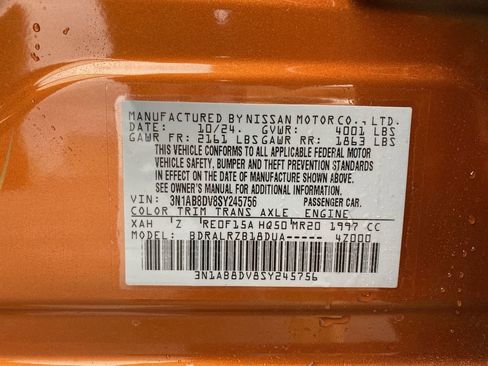 MANUFACTURED BY NISSAN MOTOR CO., LTD.
DATE: 10/24. GVWR: 4001 LBS
GAWR FR: 2161 LBS GAWR RR: 1863 LBS
THIS VEHICLE CONFORMS TO ALL APPLICABLE FEDERAL MOTOR
VEHICLE SAFETY, BUMPER AND THEFT PREVENTION STANDARDS
IN EFFECT ON THE DATE OF MANUFACTURE SHOWN ABOVE.
SEE OWNER'S MANUAL FOR ADDITIONAL INFORMATION.
VIN: 3N1AB8DV8SY245756 PASSENGER CAR.
COLOR TRIM TRANS AXLE ENGINE
XAH Z RE0F15A HQ50 MR20 1997 CC
MODEL: BDRALRZB18DUA----- 4Z000
3N1AB8DV8SY245756